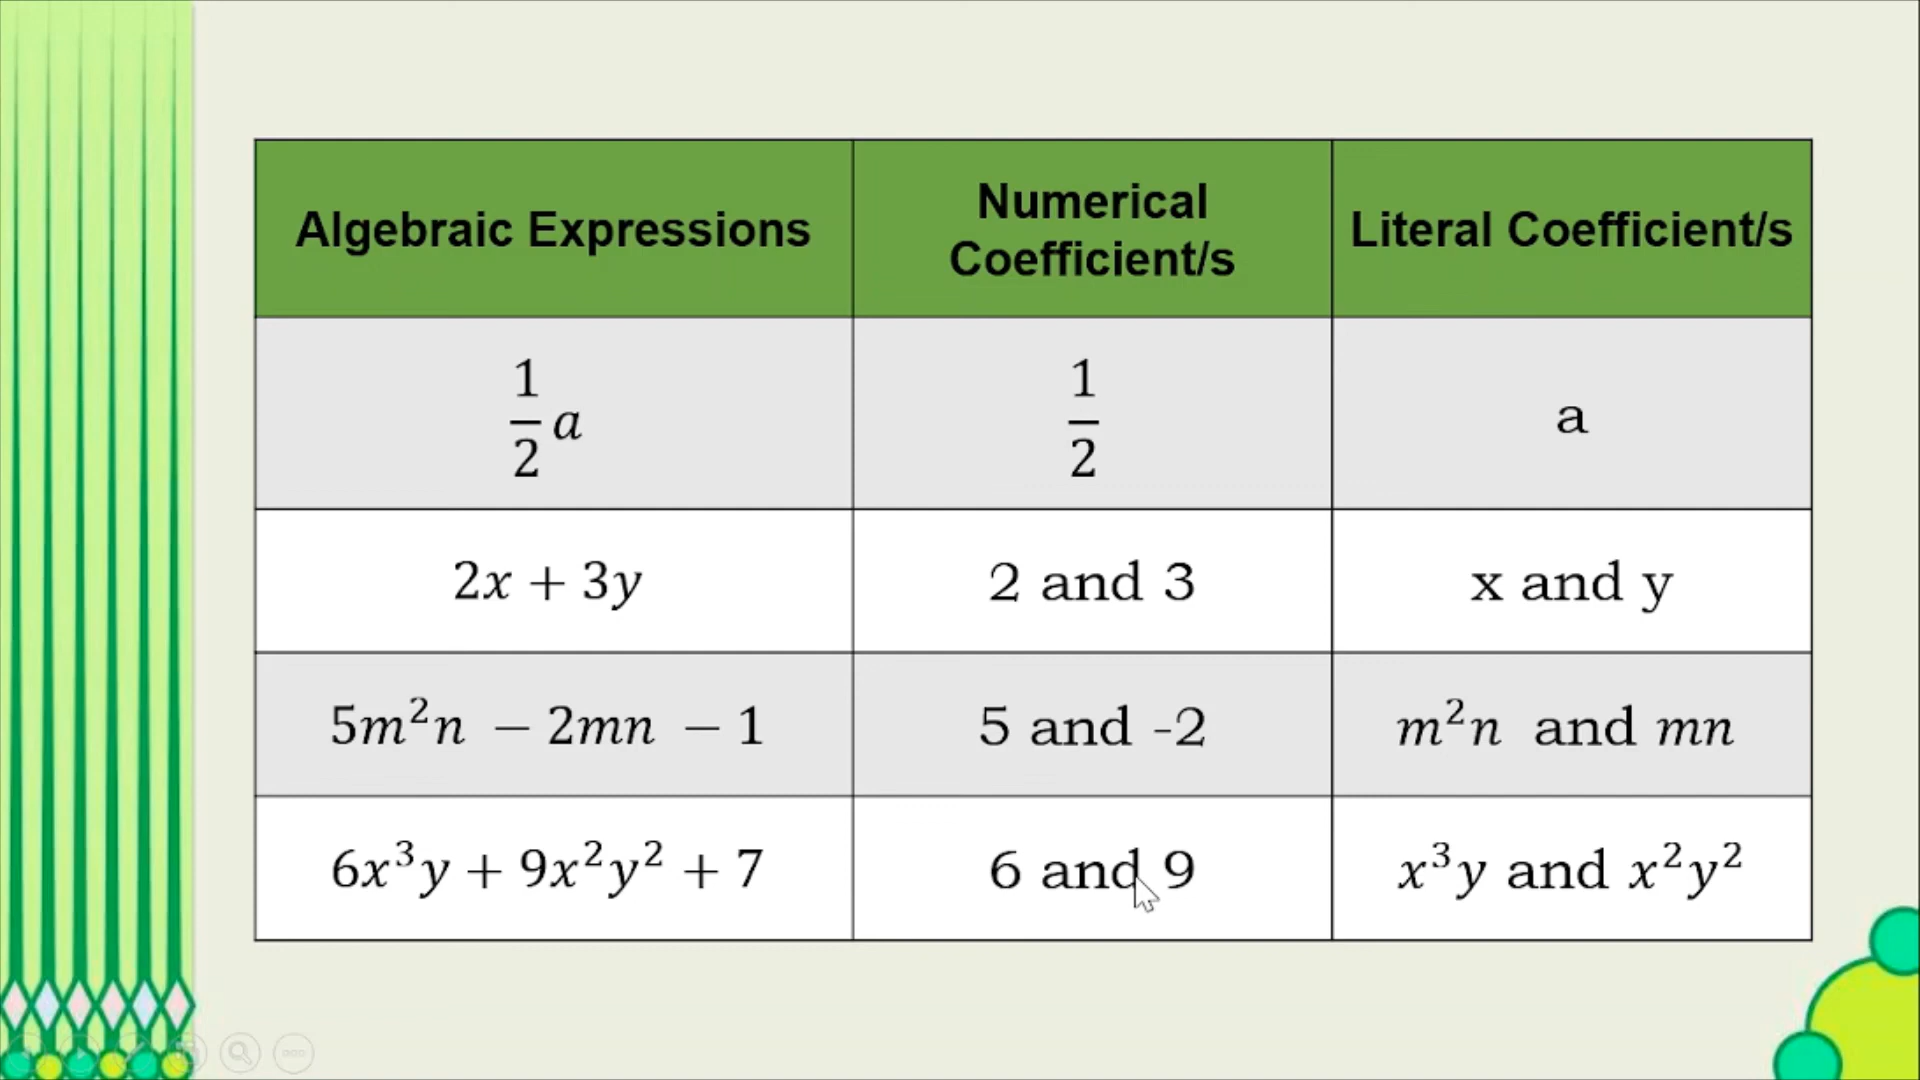 Algebraic Expressions
Numerical
Coefficient/s
Literal Coefficient/s
1/2 a
1/2
a
2x + 3y
2 and 3
x and y
5m²n − 2mn − 1
5 and -2
m²n and mn
6x³y + 9x²y² + 7
6 and 9
x³y and x²y²